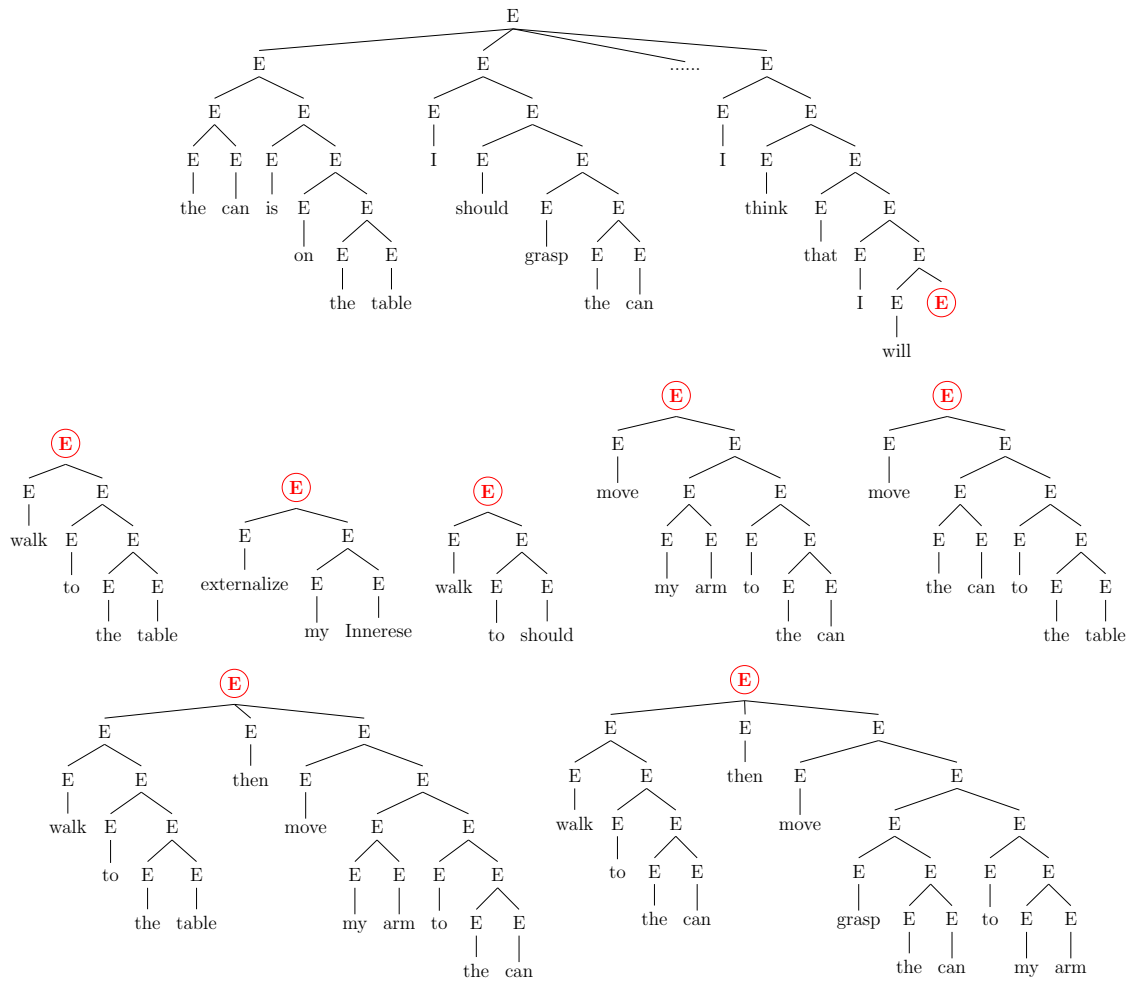 E
E E ...... E
E E E E E E
E E E E I E E I E E
the can is E E should E E think E E
on E E grasp E E that E E
the table the can I E E
will
E E
E E E E E
E E E E E E move E E move E E
walk E E externalize E E walk E E E E E E E E E E
to E E my Innerese to should my arm to E E the can to E E
the table the can the table
E E
E E E E E E
E E then E E E E then E E
walk E E move E E walk E E move E E
to E E E E E E to E E E E E E
the table my arm to E E the can grasp E E to E E
the can the can my arm